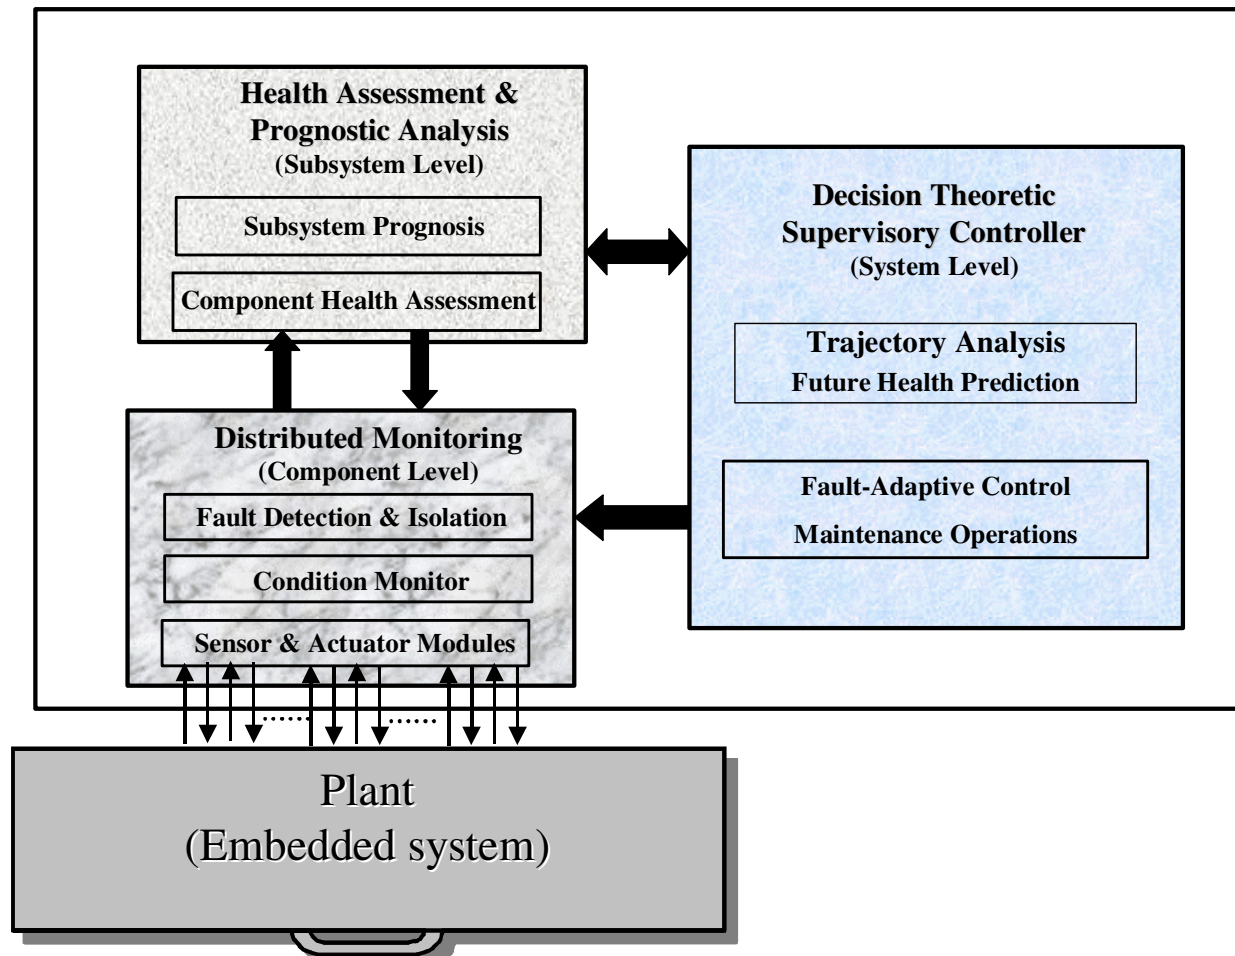 Health Assessment &
Prognostic Analysis
(Subsystem Level)
Subsystem Prognosis
Component Health Assessment
Decision Theoretic
Supervisory Controller
(System Level)
Trajectory Analysis
Future Health Prediction
Fault-Adaptive Control
Maintenance Operations
Distributed Monitoring
(Component Level)
Fault Detection & Isolation
Condition Monitor
Sensor & Actuator Modules
Plant
(Embedded system)